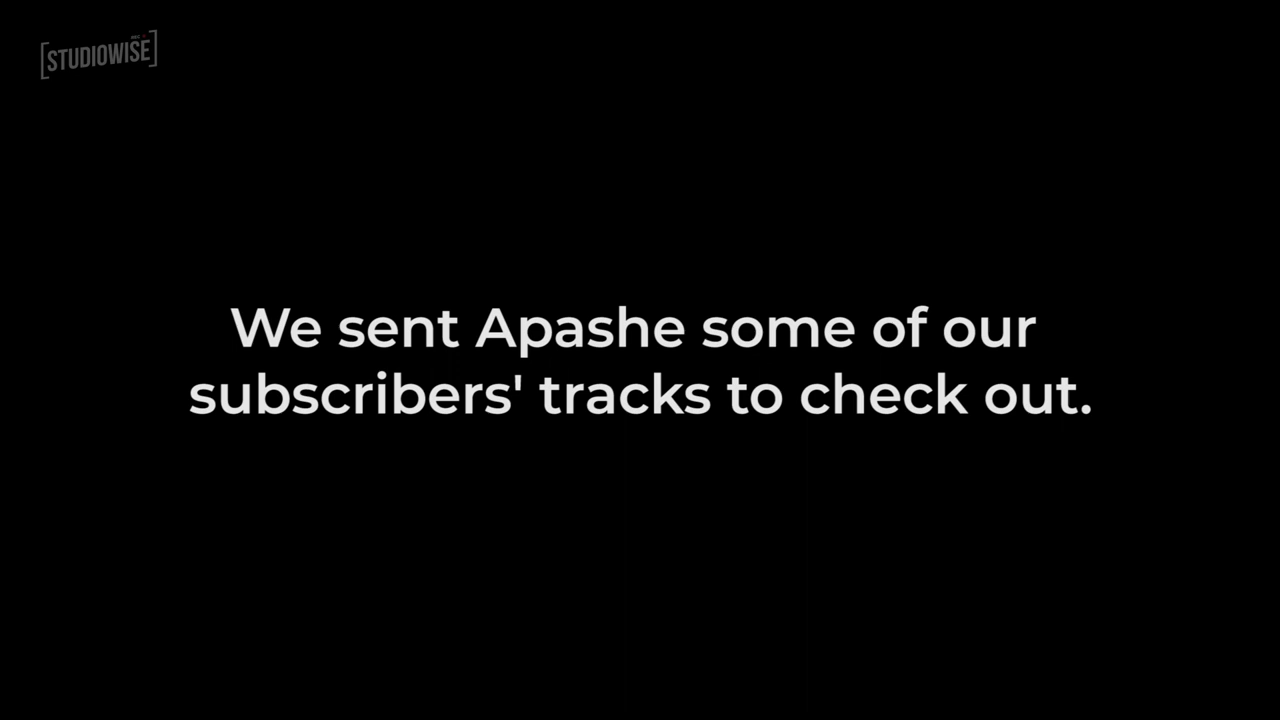 [STUDIOWISE]
We sent Apashe some of our
subscribers' tracks to check out.